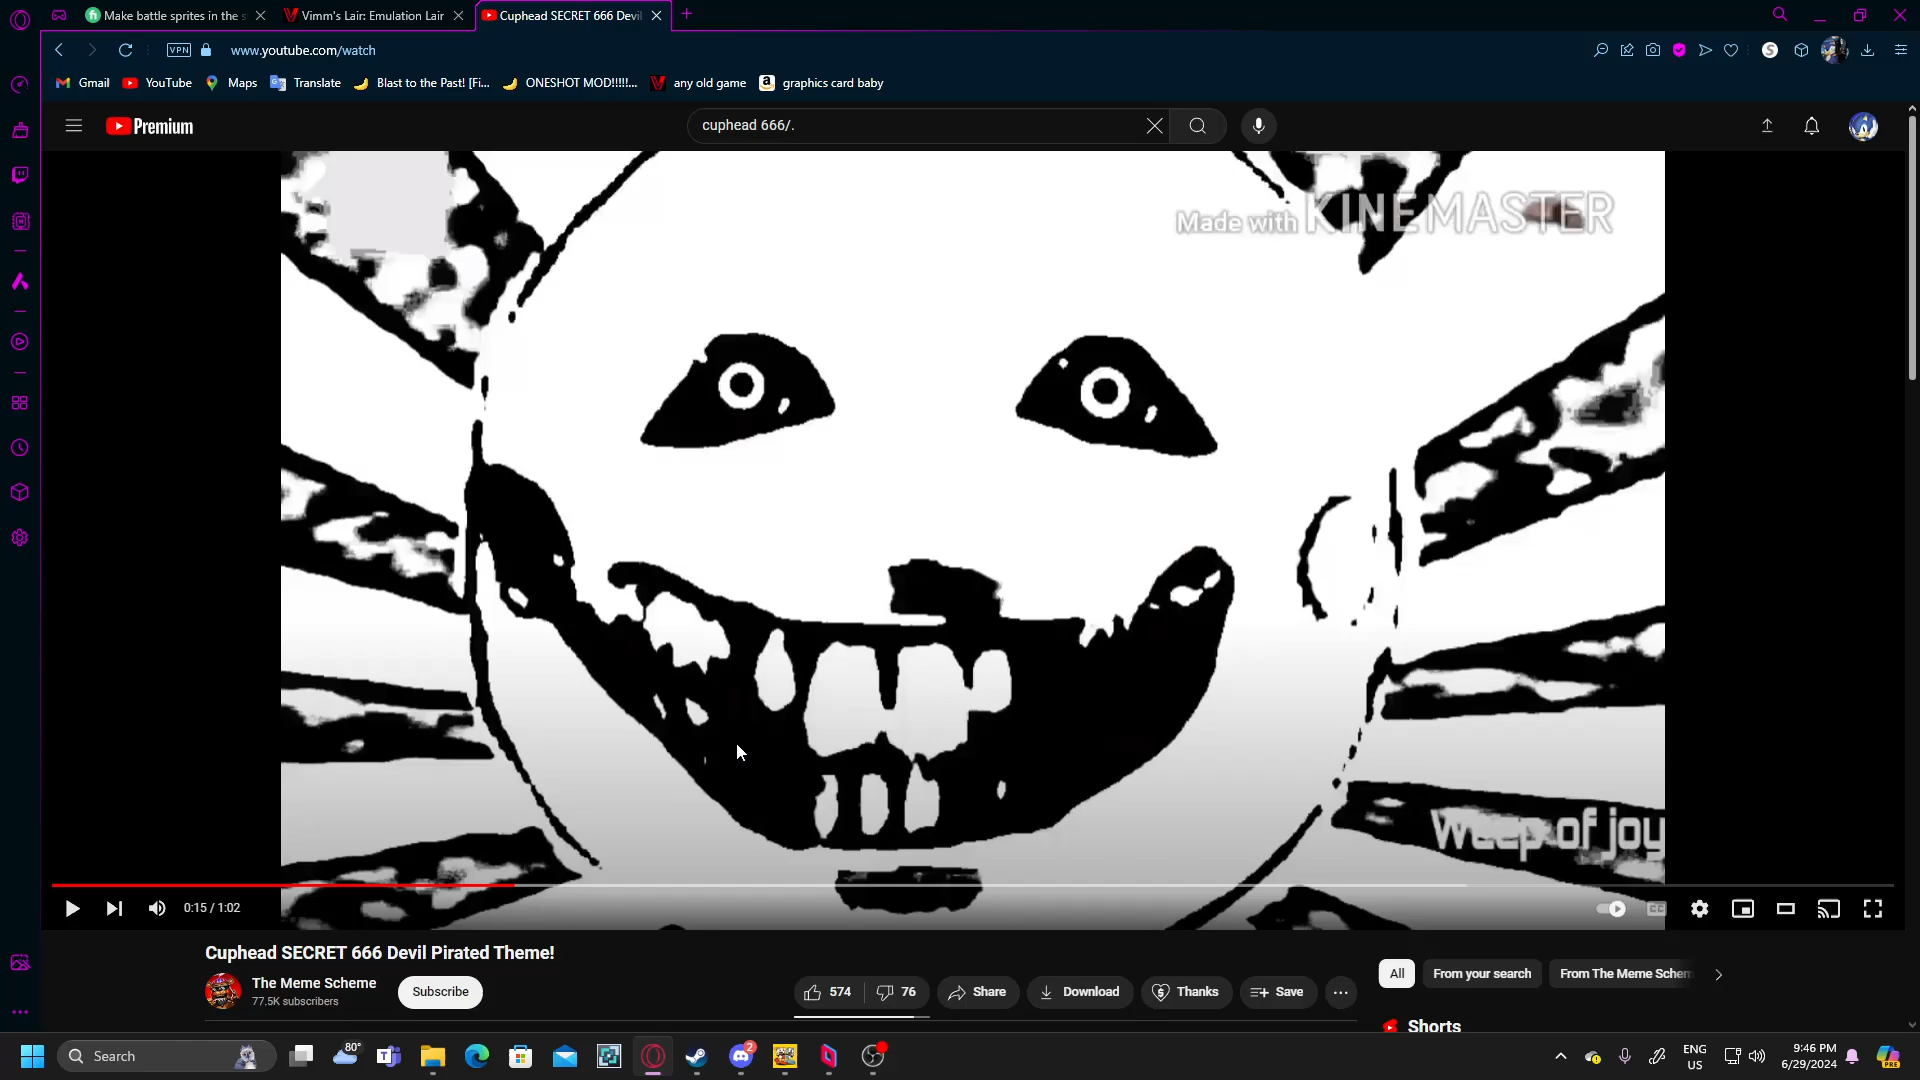 Make battle sprites in the s
Vimm's Lair: Emulation Lair
Cuphead SECRET 666 Devil
VPN
www.youtube.com/watch
Gmail
YouTube
Maps
Translate
Blast to the Past! [Fi...
ONESHOT MOD!!!!!...
any old game
graphics card baby
Premium
cuphead 666/.
Made with KINEMASTER
Weep of joy
0:15 / 1:02
CC
Cuphead SECRET 666 Devil Pirated Theme!
The Meme Scheme
77.5K subscribers
Subscribe
574
76
Share
Download
Thanks
Save
All
From your search
From The Meme Schem
Shorts
Search
80°
2
ENG
US
9:46 PM
6/29/2024
PRE